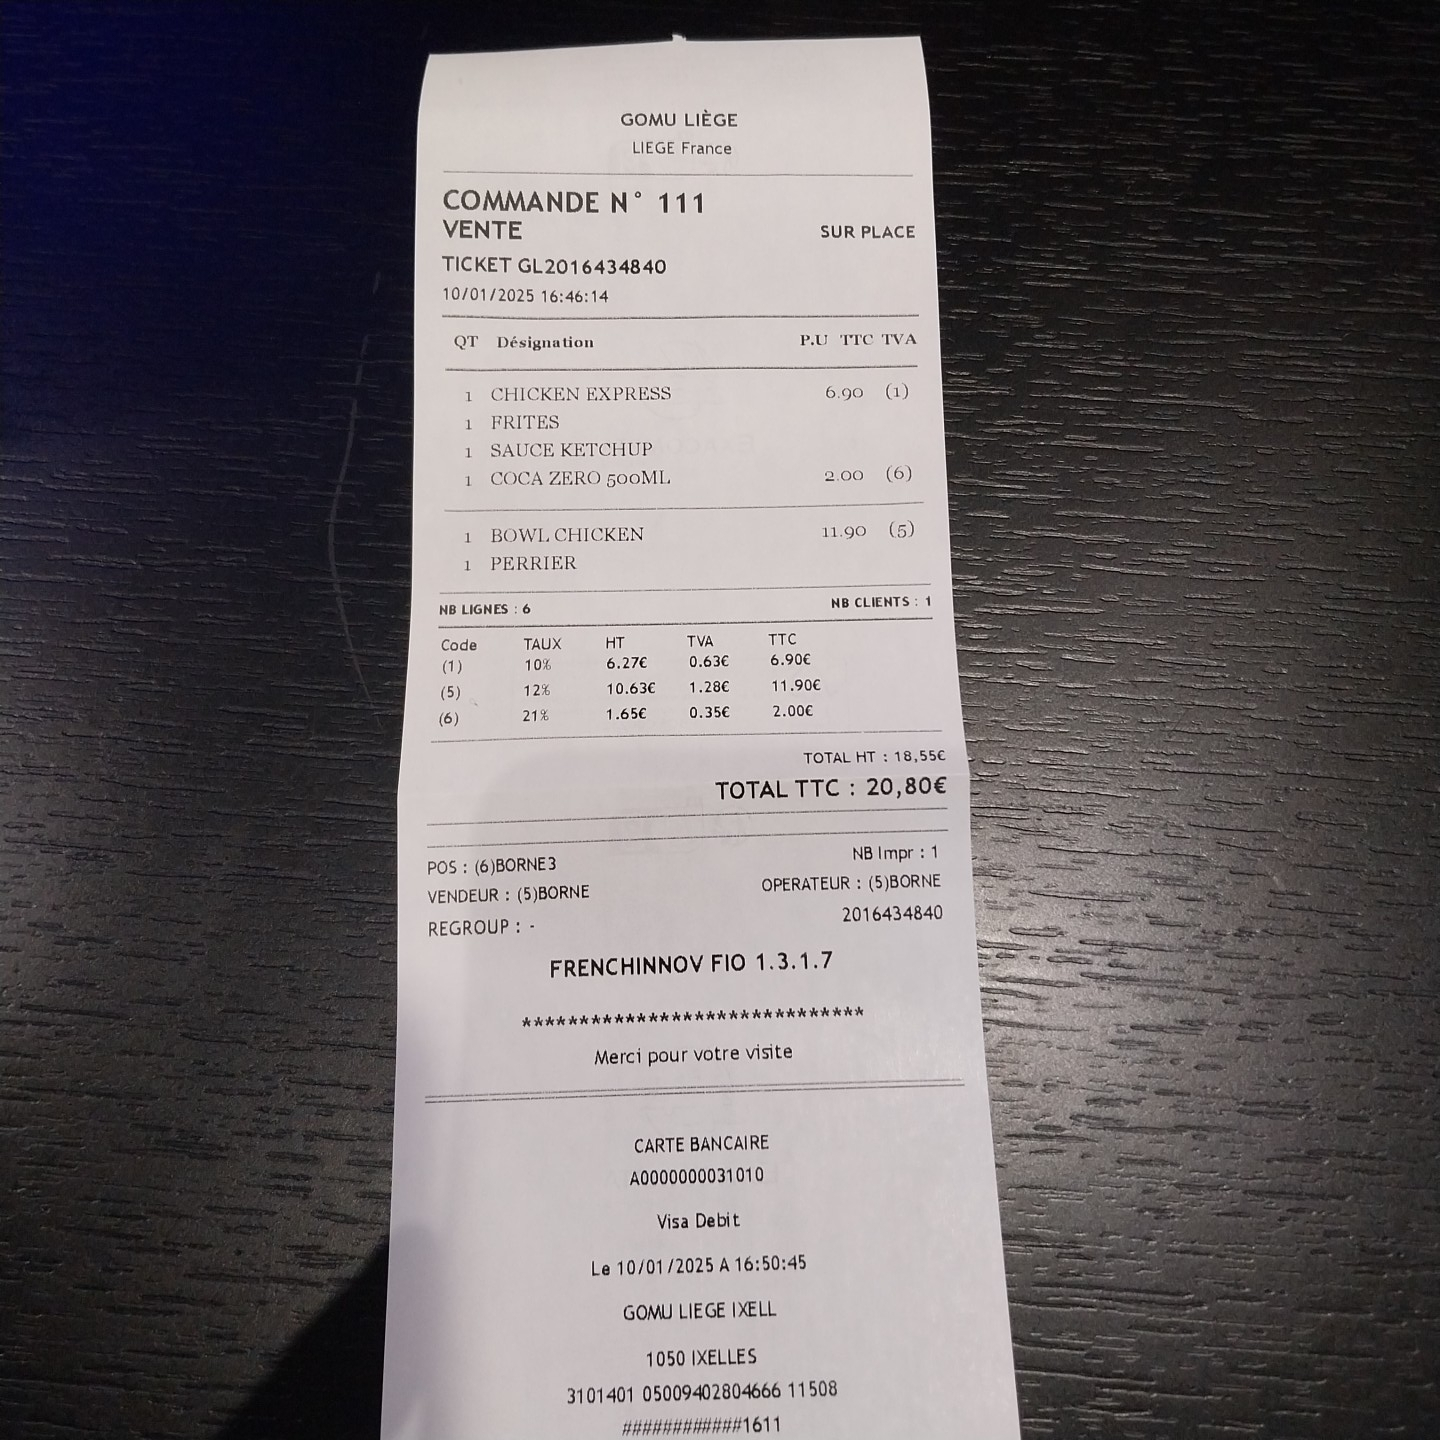 GOMU LIÈGE
LIEGE France
COMMANDE N° 111
VENTE SUR PLACE
TICKET GL2016434840
10/01/2025 16:46:14
QT Désignation P.U TTC TVA
1 CHICKEN EXPRESS 6.90 (1)
1 FRITES
1 SAUCE KETCHUP
1 COCA ZERO 500ML 2.00 (6)
1 BOWL CHICKEN 11.90 (5)
1 PERRIER
NB LIGNES : 6 NB CLIENTS : 1
Code TAUX HT TVA TTC
(1) 10% 6.27€ 0.63€ 6.90€
(5) 12% 10.63€ 1.28€ 11.90€
(6) 21% 1.65€ 0.35€ 2.00€
TOTAL HT : 18,55€
TOTAL TTC : 20,80€
POS : (6)BORNE3 NB Impr : 1
VENDEUR : (5)BORNE OPERATEUR : (5)BORNE
REGROUP : - 2016434840
FRENCHINNOV FIO 1.3.1.7
******************************
Merci pour votre visite
CARTE BANCAIRE
A0000000031010
Visa Debit
Le 10/01/2025 A 16:50:45
GOMU LIEGE IXELL
1050 IXELLES
3101401 05009402804666 11508
############1611